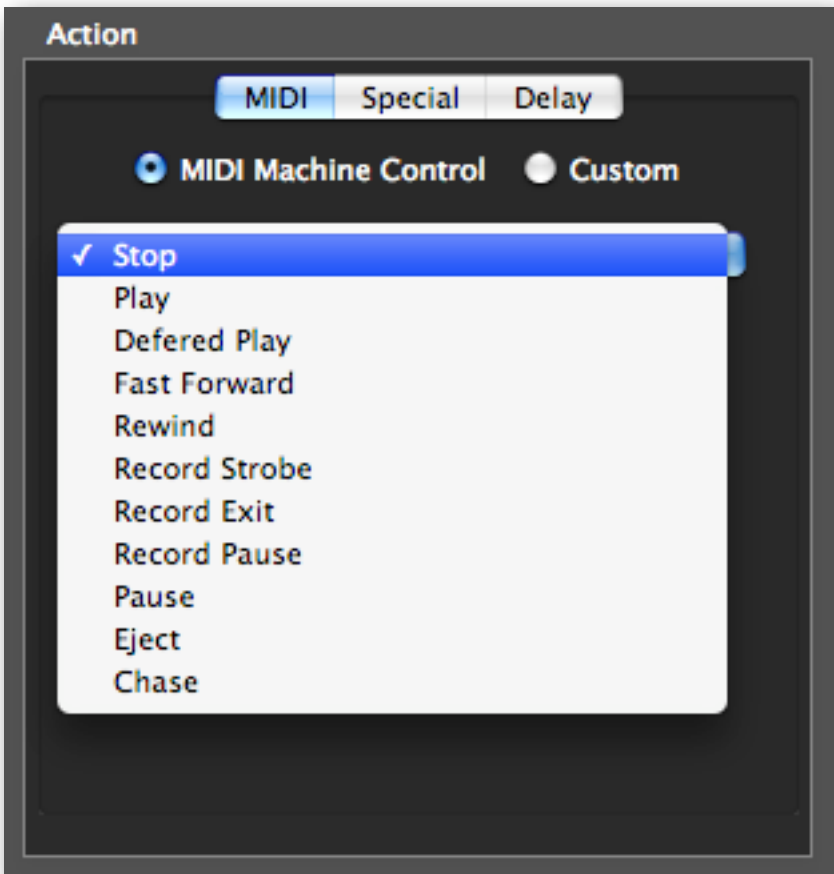 Action
MIDI Special Delay
MIDI Machine Control Custom
✓ Stop
Play
Defered Play
Fast Forward
Rewind
Record Strobe
Record Exit
Record Pause
Pause
Eject
Chase